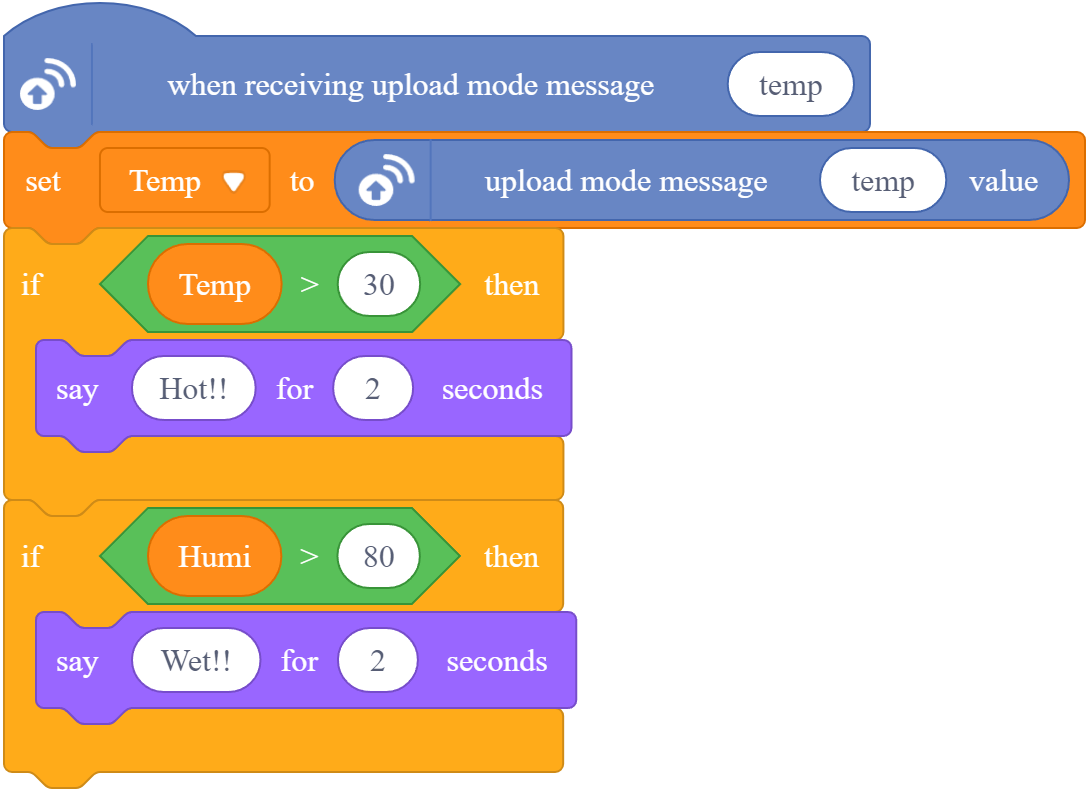 when receiving upload mode message temp
set Temp to upload mode message temp value
if Temp > 30 then
say Hot!! for 2 seconds
if Humi > 80 then
say Wet!! for 2 seconds